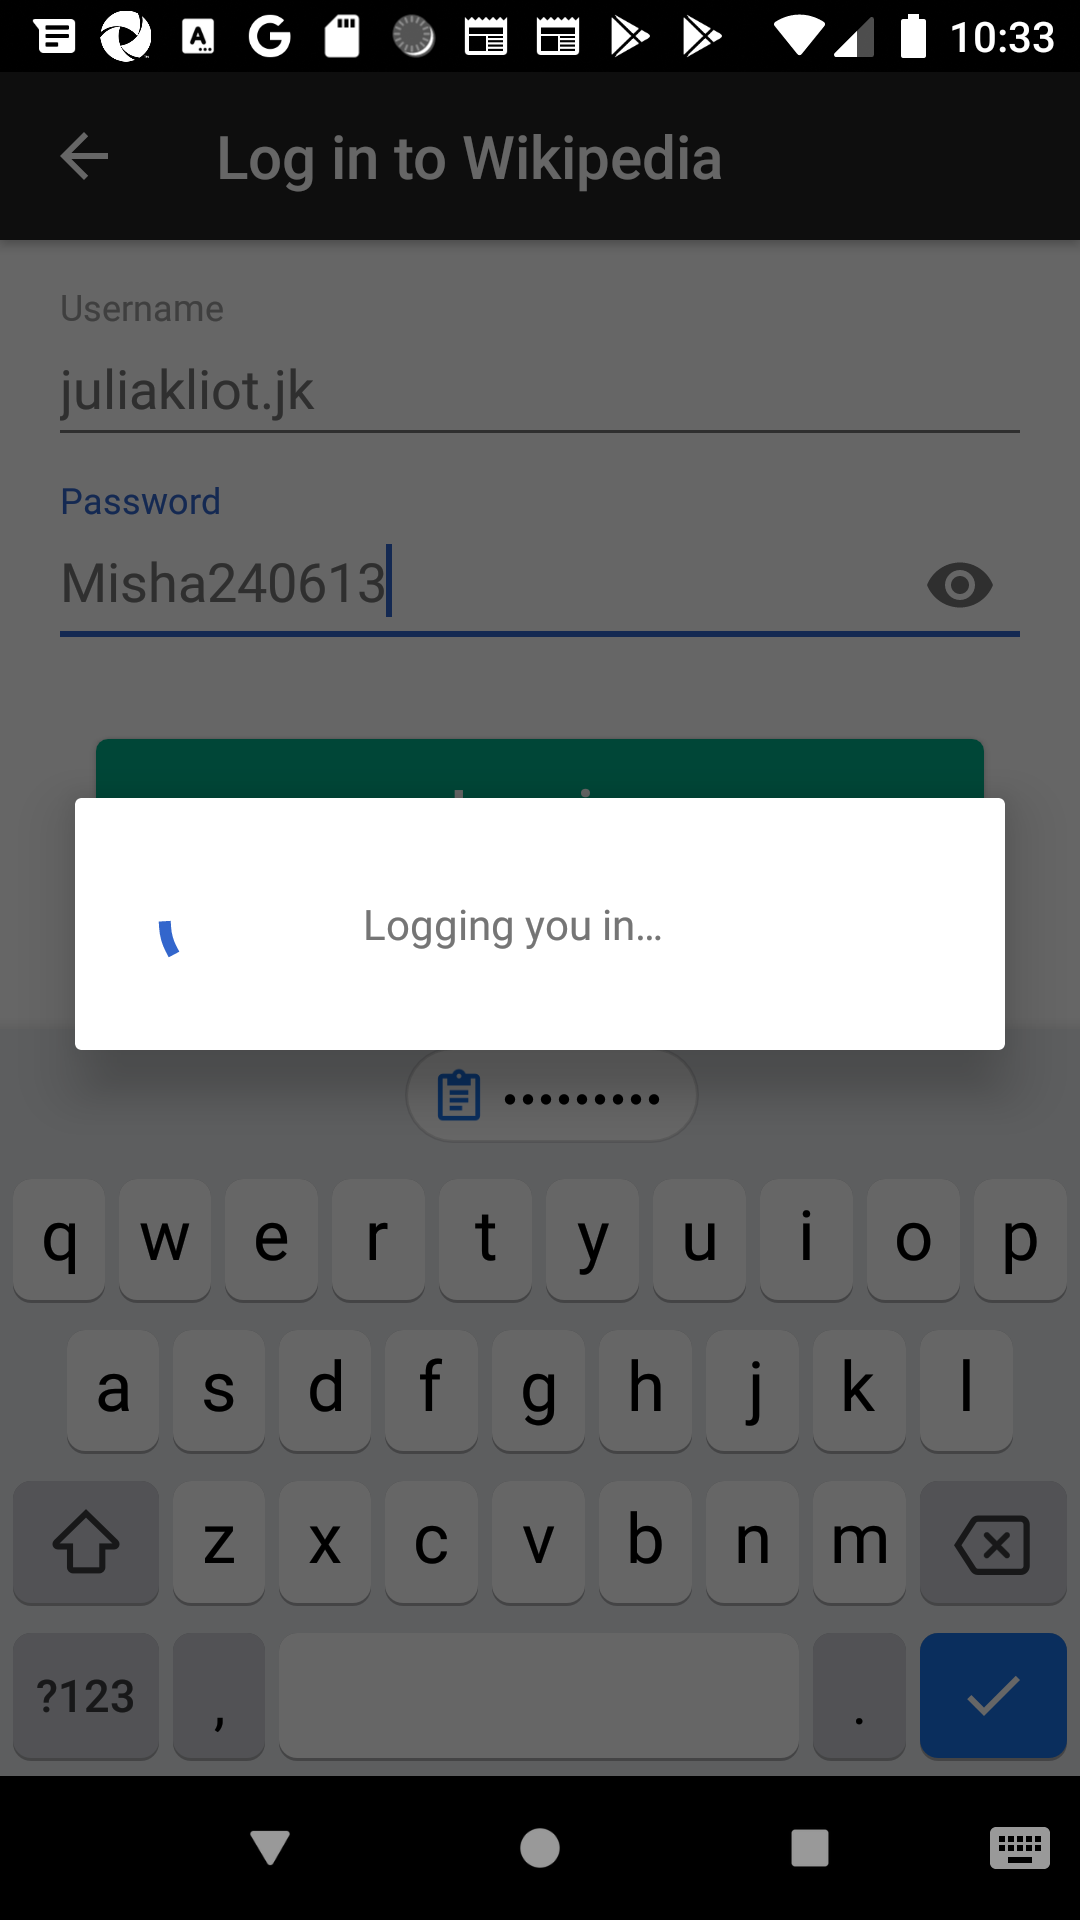 10:33
Log in to Wikipedia
Username
juliakliot.jk
Password
Misha240613
Logging you in…
•••••••••
q w e r t y u i o p
a s d f g h j k l
z x c v b n m
?123 , .